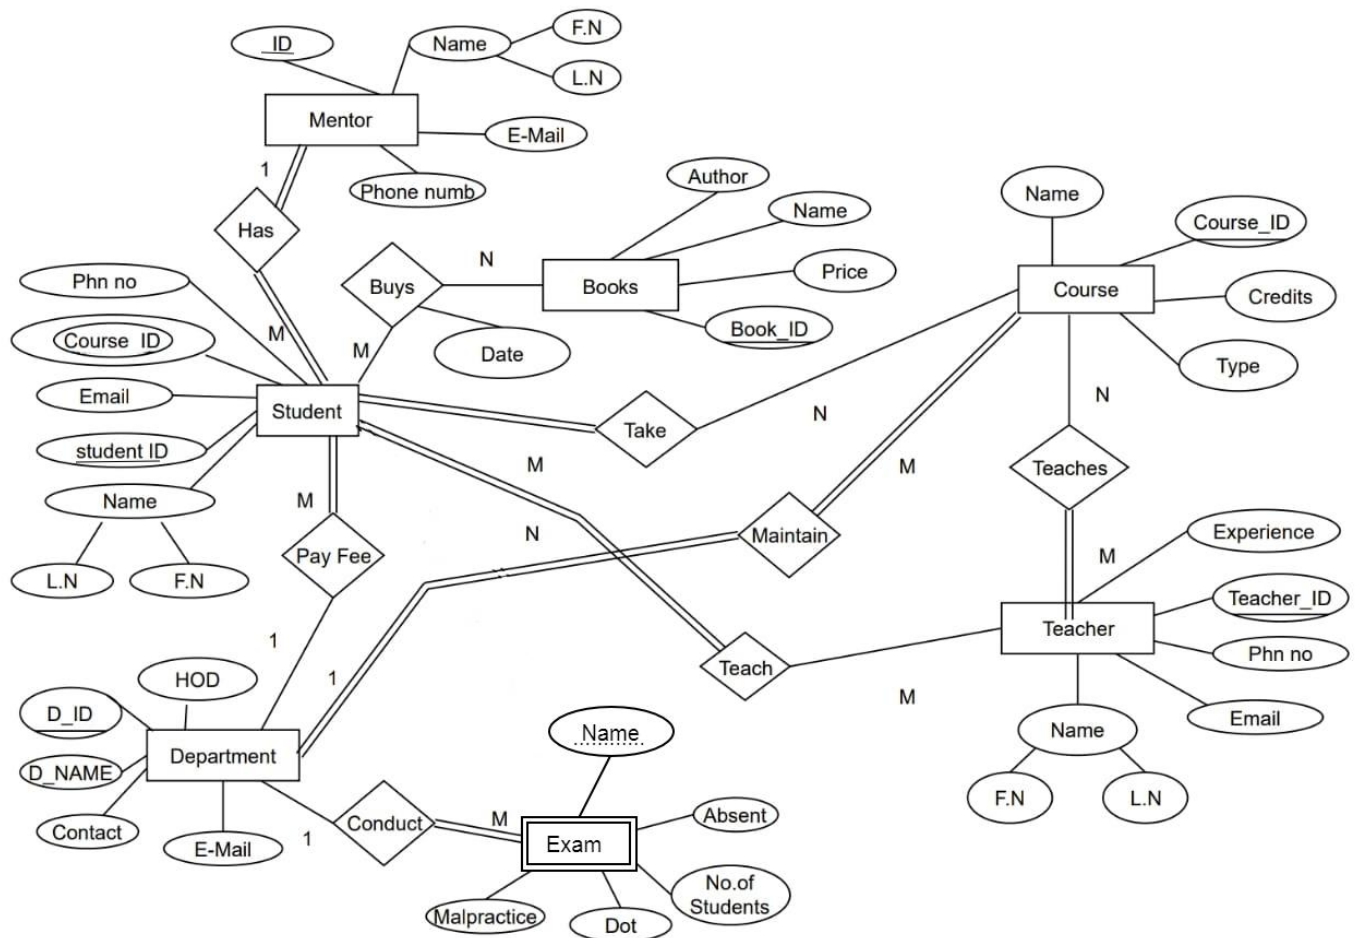 ID
Name
F.N
L.N
Mentor
E-Mail
Phone numb
1
Has
Author
Name
Price
Book_ID
Books
N
Buys
M
Date
Name
Course_ID
Course
Credits
Type
Phn no
Course ID
Email
student ID
Name
L.N
F.N
M
Student
Take
N
M
N
M
Teaches
N
M
Pay Fee
Maintain
Experience
Teacher_ID
Phn no
Email
Teacher
Name
F.N
L.N
M
Teach
M
1
1
HOD
D_ID
D_NAME
Contact
E-Mail
Department
1
Conduct
M
Name
Exam
Absent
No.of
Students
Dot
Malpractice